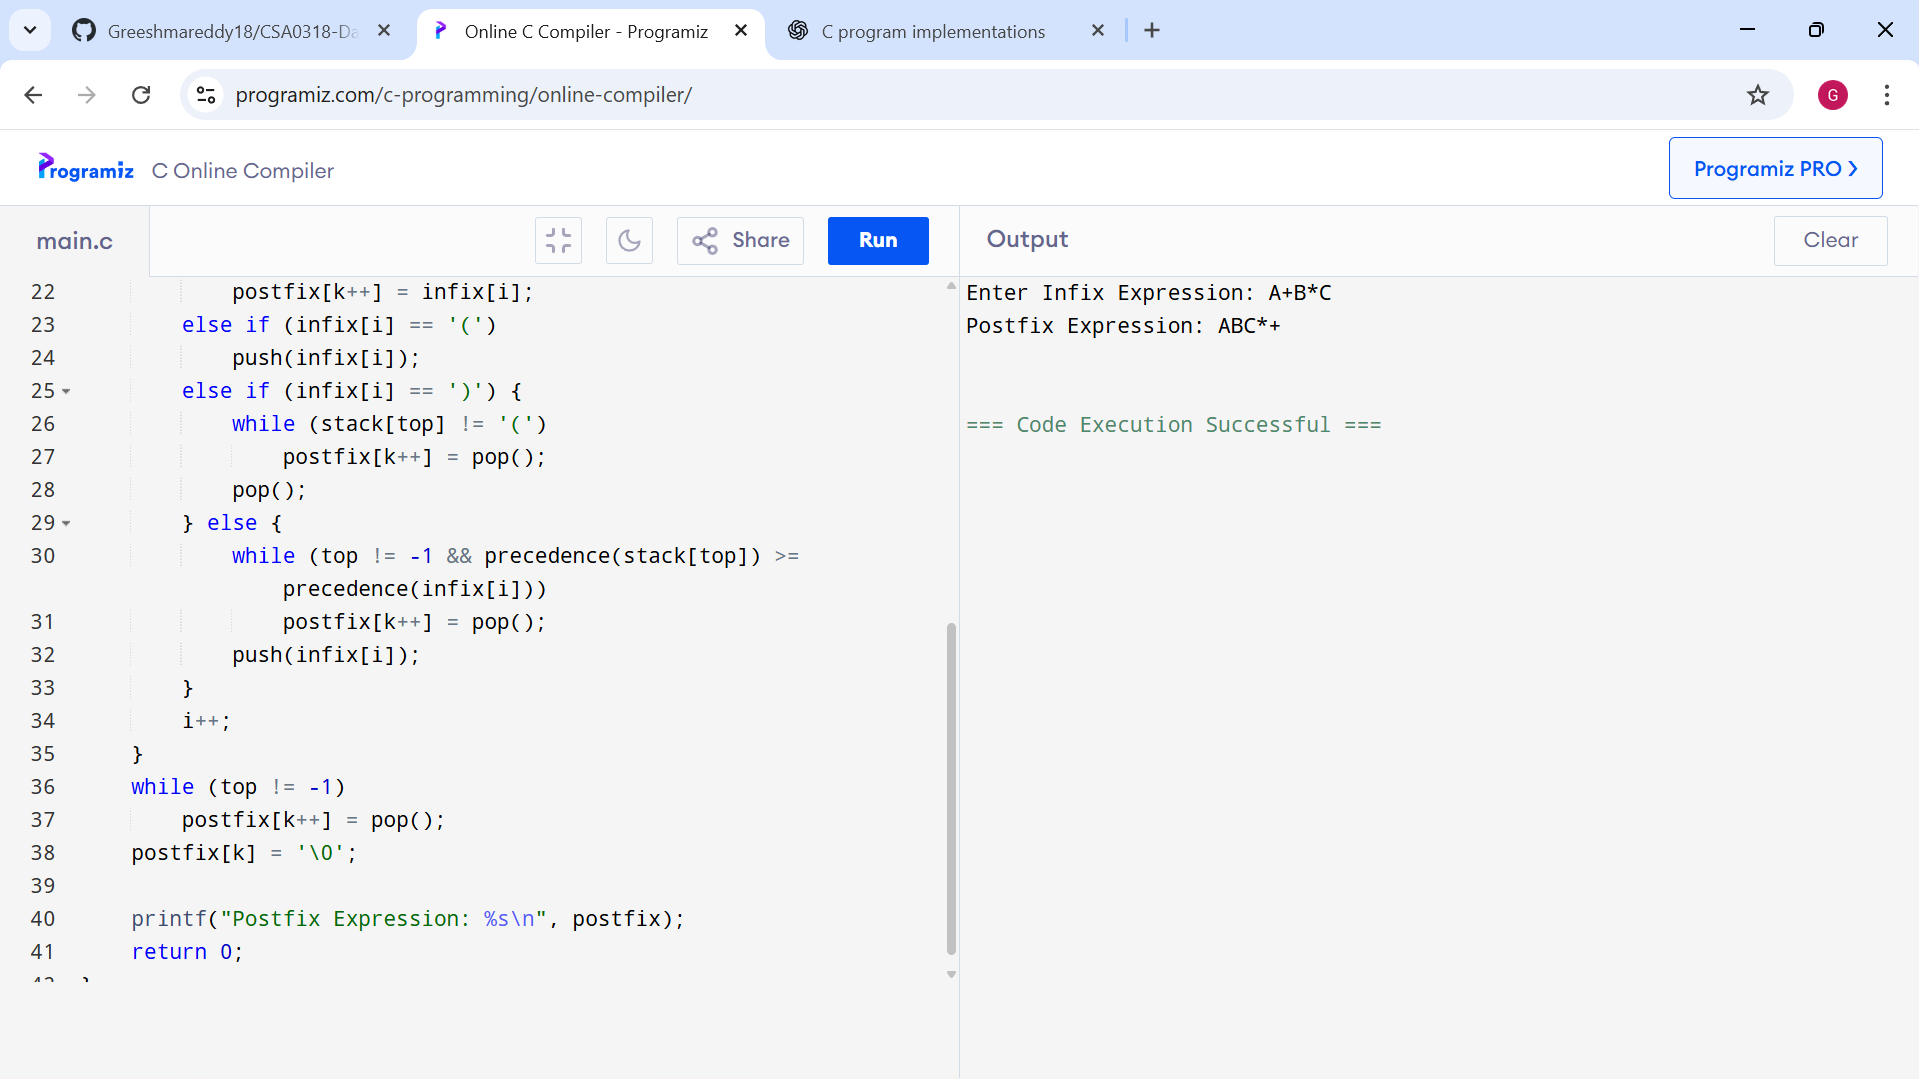 Greeshmareddy18/CSA0318-Da
Online C Compiler - Programiz
C program implementations
programiz.com/c-programming/online-compiler/
G
Programiz
C Online Compiler
Programiz PRO ❯
main.c
Share
Run
Output
Clear
22 postfix[k++] = infix[i];
23 else if (infix[i] == '(')
24 push(infix[i]);
25 else if (infix[i] == ')') {
26 while (stack[top] != '(')
27 postfix[k++] = pop();
28 pop();
29 } else {
30 while (top != -1 && precedence(stack[top]) >=
precedence(infix[i]))
31 postfix[k++] = pop();
32 push(infix[i]);
33 }
34 i++;
35 }
36 while (top != -1)
37 postfix[k++] = pop();
38 postfix[k] = '\0';
39
40 printf("Postfix Expression: %s\n", postfix);
41 return 0;
Enter Infix Expression: A+B*C
Postfix Expression: ABC*+
=== Code Execution Successful ===